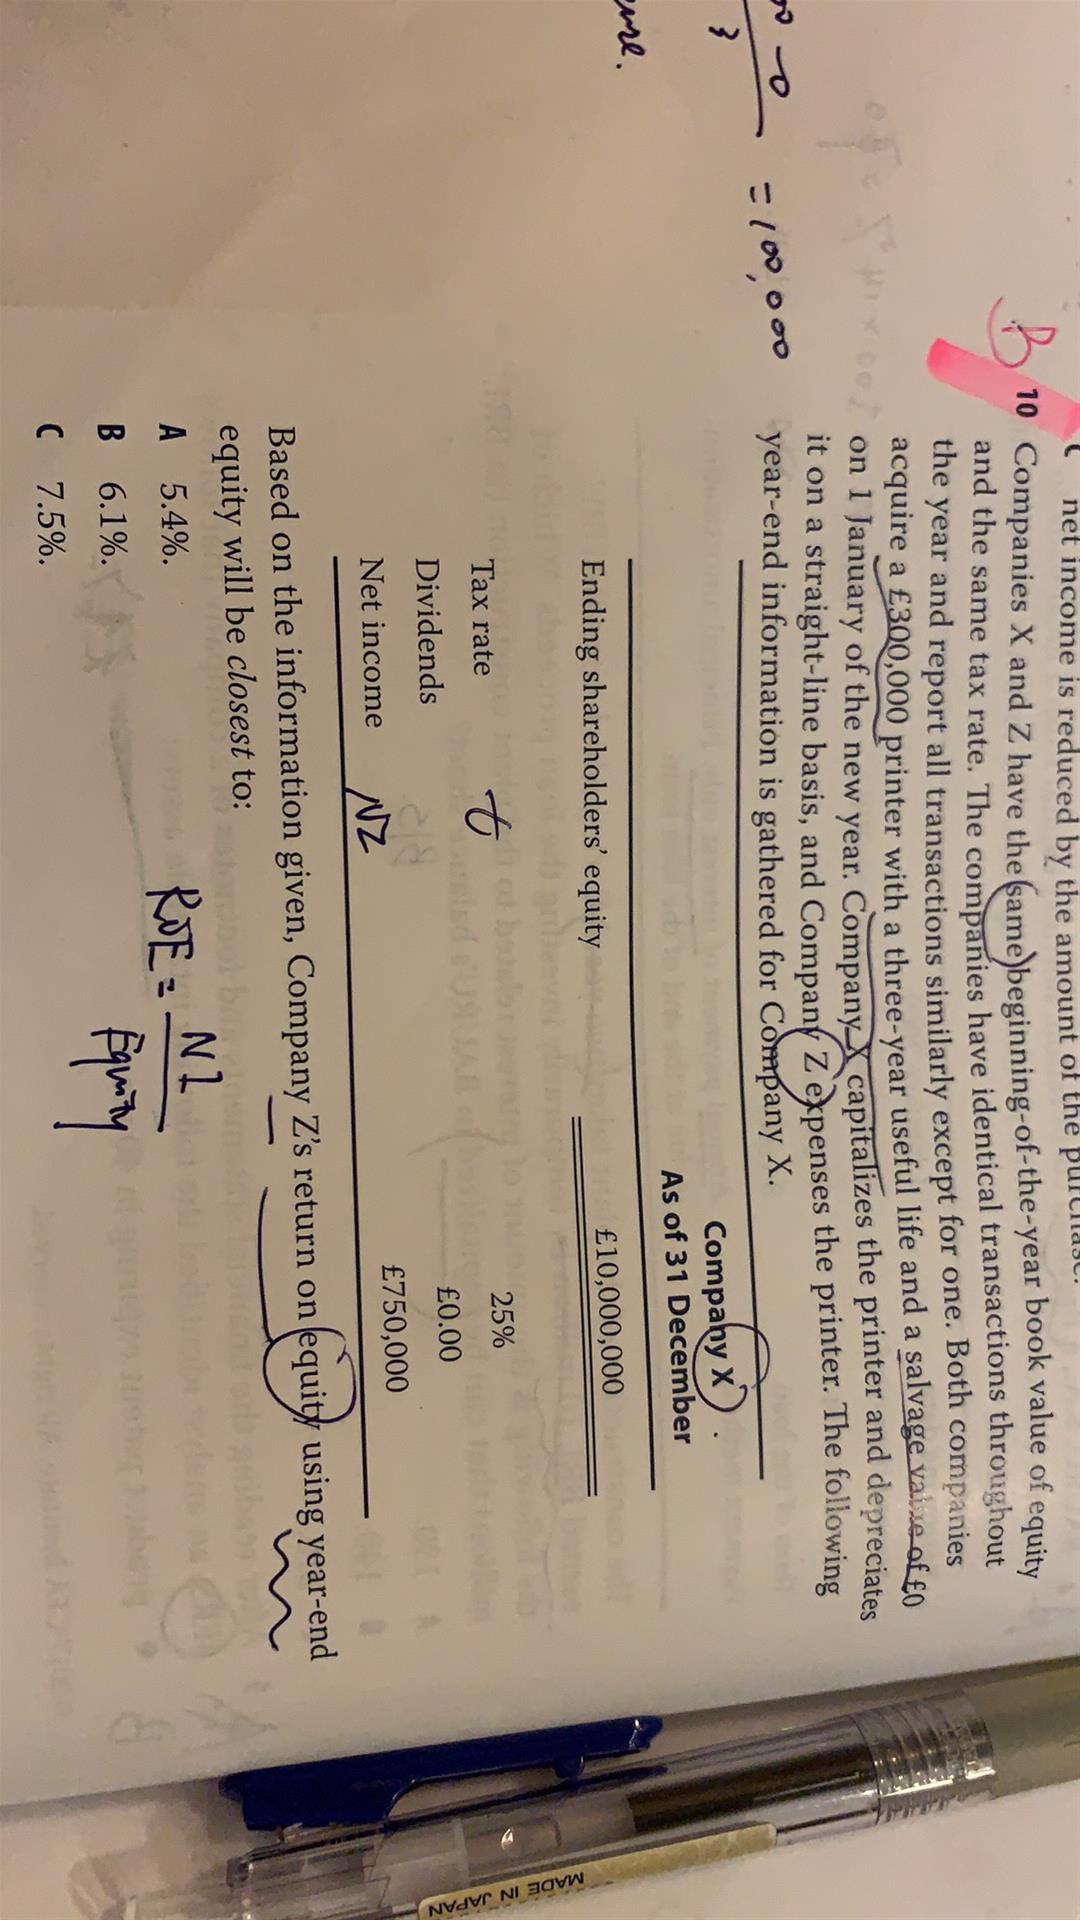 net income is reduced by the amount of the purchase.
B
10 Companies X and Z have the same beginning-of-the-year book value of equity
and the same tax rate. The companies have identical transactions throughout
the year and report all transactions similarly except for one. Both companies
acquire a £300,000 printer with a three-year useful life and a salvage value of £0
on 1 January of the new year. Company X capitalizes the printer and depreciates
it on a straight-line basis, and Company Z expenses the printer. The following
year-end information is gathered for Company X.
= 100,000
3
Company X
As of 31 December
Ending shareholders' equity £10,000,000
Tax rate t 25%
Dividends £0.00
Net income £750,000
Based on the information given, Company Z's return on equity using year-end
equity will be closest to:
A 5.4%.
B 6.1%.
C 7.5%.
ROE = NI
Equity
MADE IN JAPAN